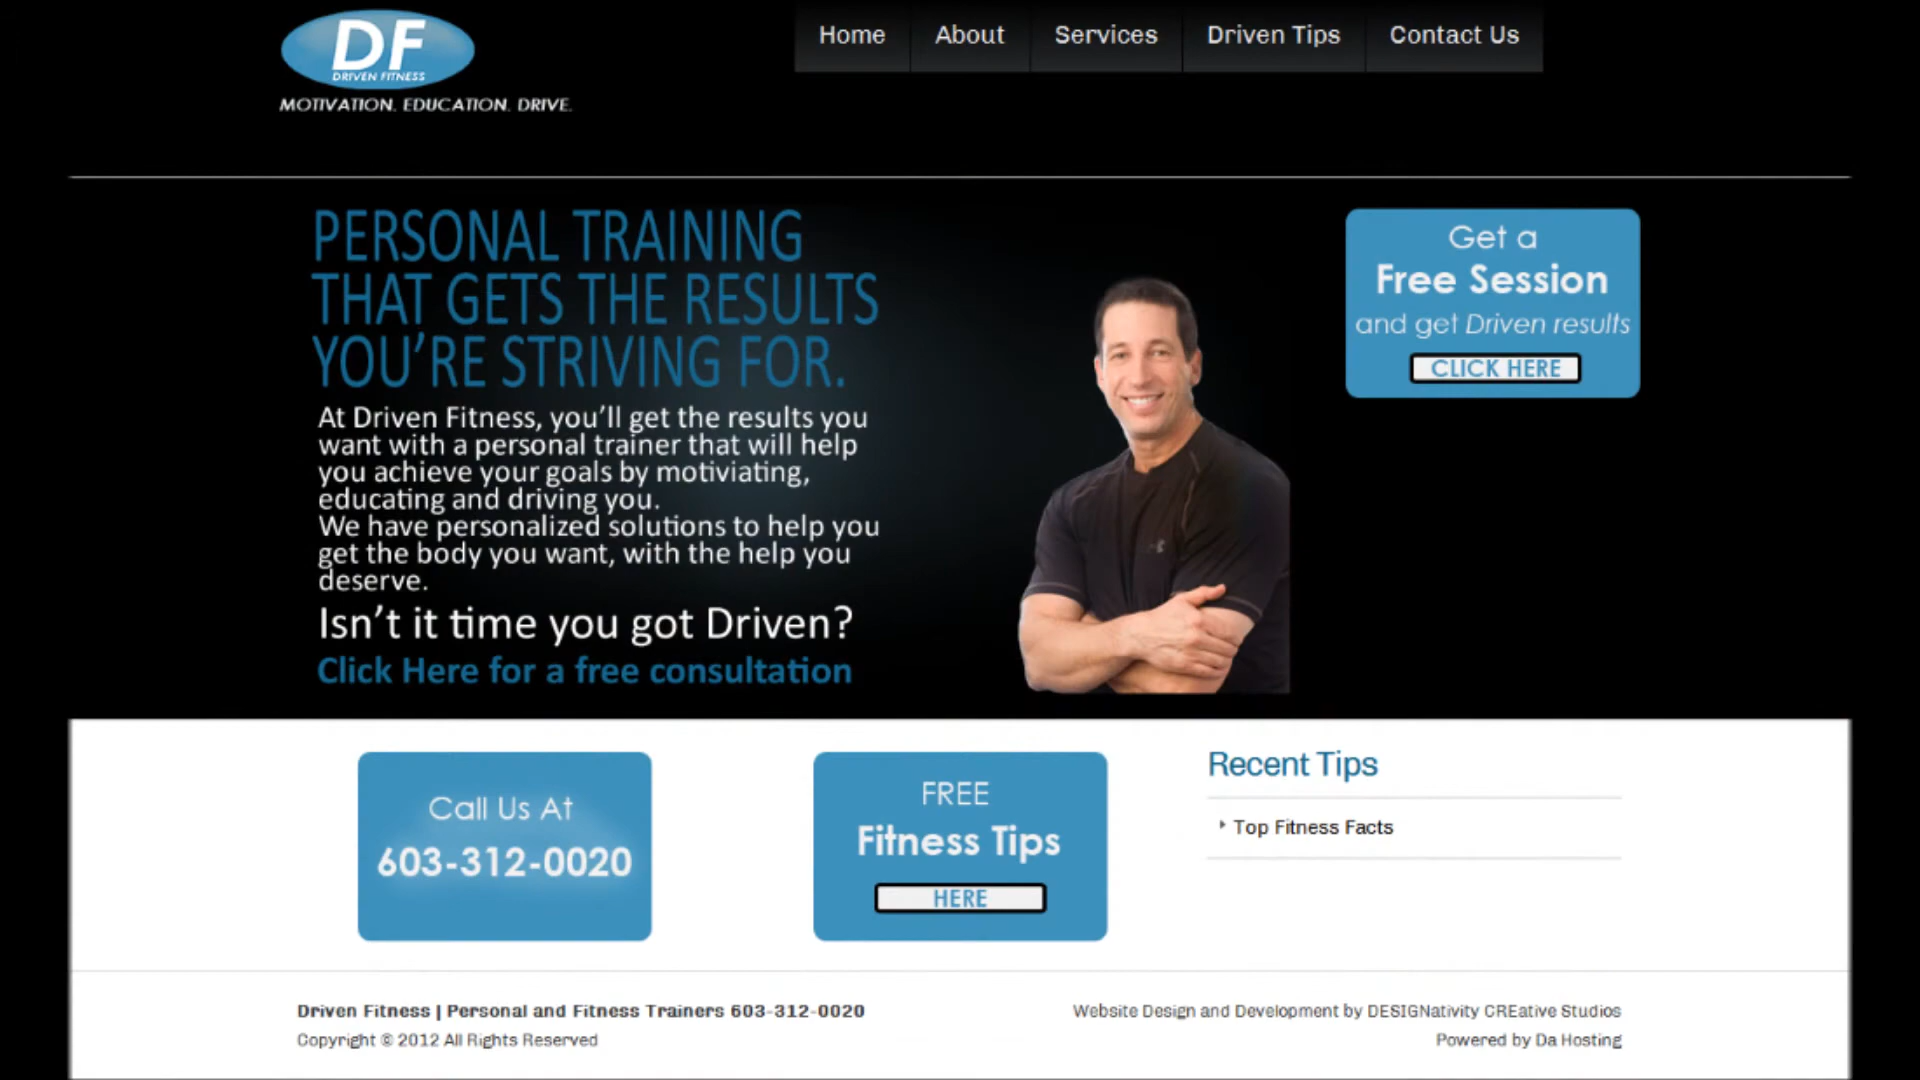 DF
DRIVEN FITNESS
MOTIVATION. EDUCATION. DRIVE.
Home
About
Services
Driven Tips
Contact Us
PERSONAL TRAINING
THAT GETS THE RESULTS
YOU'RE STRIVING FOR.
At Driven Fitness, you'll get the results you
want with a personal trainer that will help
you achieve your goals by motiviating,
educating and driving you.
We have personalized solutions to help you
get the body you want, with the help you
deserve.
Isn't it time you got Driven?
Click Here for a free consultation
Get a
Free Session
and get Driven results
CLICK HERE
Call Us At
603-312-0020
FREE
Fitness Tips
HERE
Recent Tips
Top Fitness Facts
Driven Fitness | Personal and Fitness Trainers 603-312-0020
Copyright © 2012 All Rights Reserved
Website Design and Development by DESIGNativity CREative Studios
Powered by Da Hosting